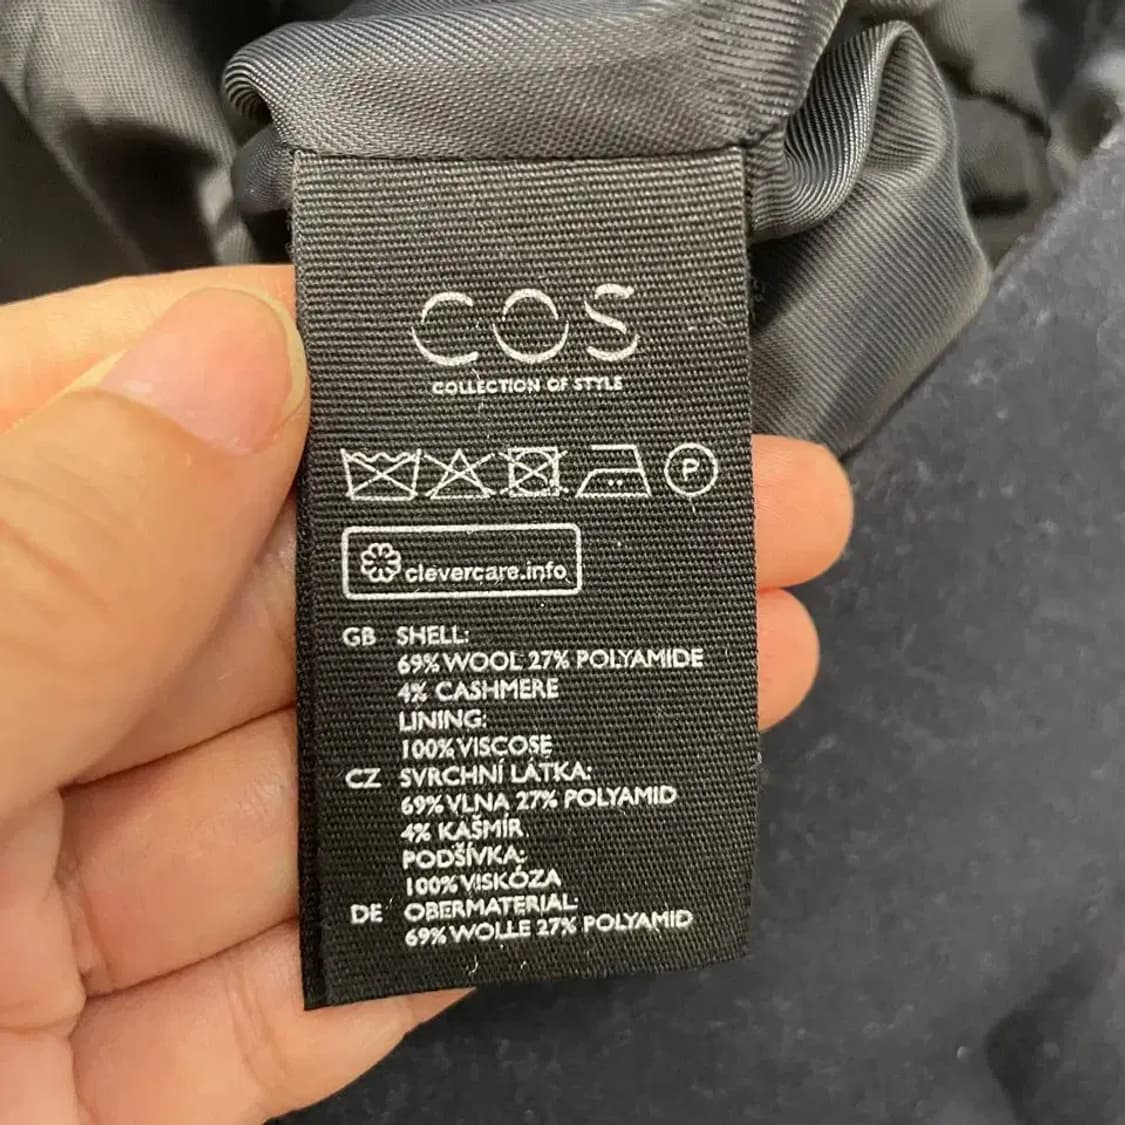 COS
COLLECTION OF STYLE
P
clevercare.info
GB SHELL:
69% WOOL 27% POLYAMIDE
4% CASHMERE
LINING:
100% VISCOSE
CZ SVRCHNÍ LÁTKA:
69% VLNA 27% POLYAMID
4% KAŠMÍR
PODŠÍVKA:
100% VISKÓZA
DE OBERMATERIAL:
69% WOLLE 27% POLYAMID